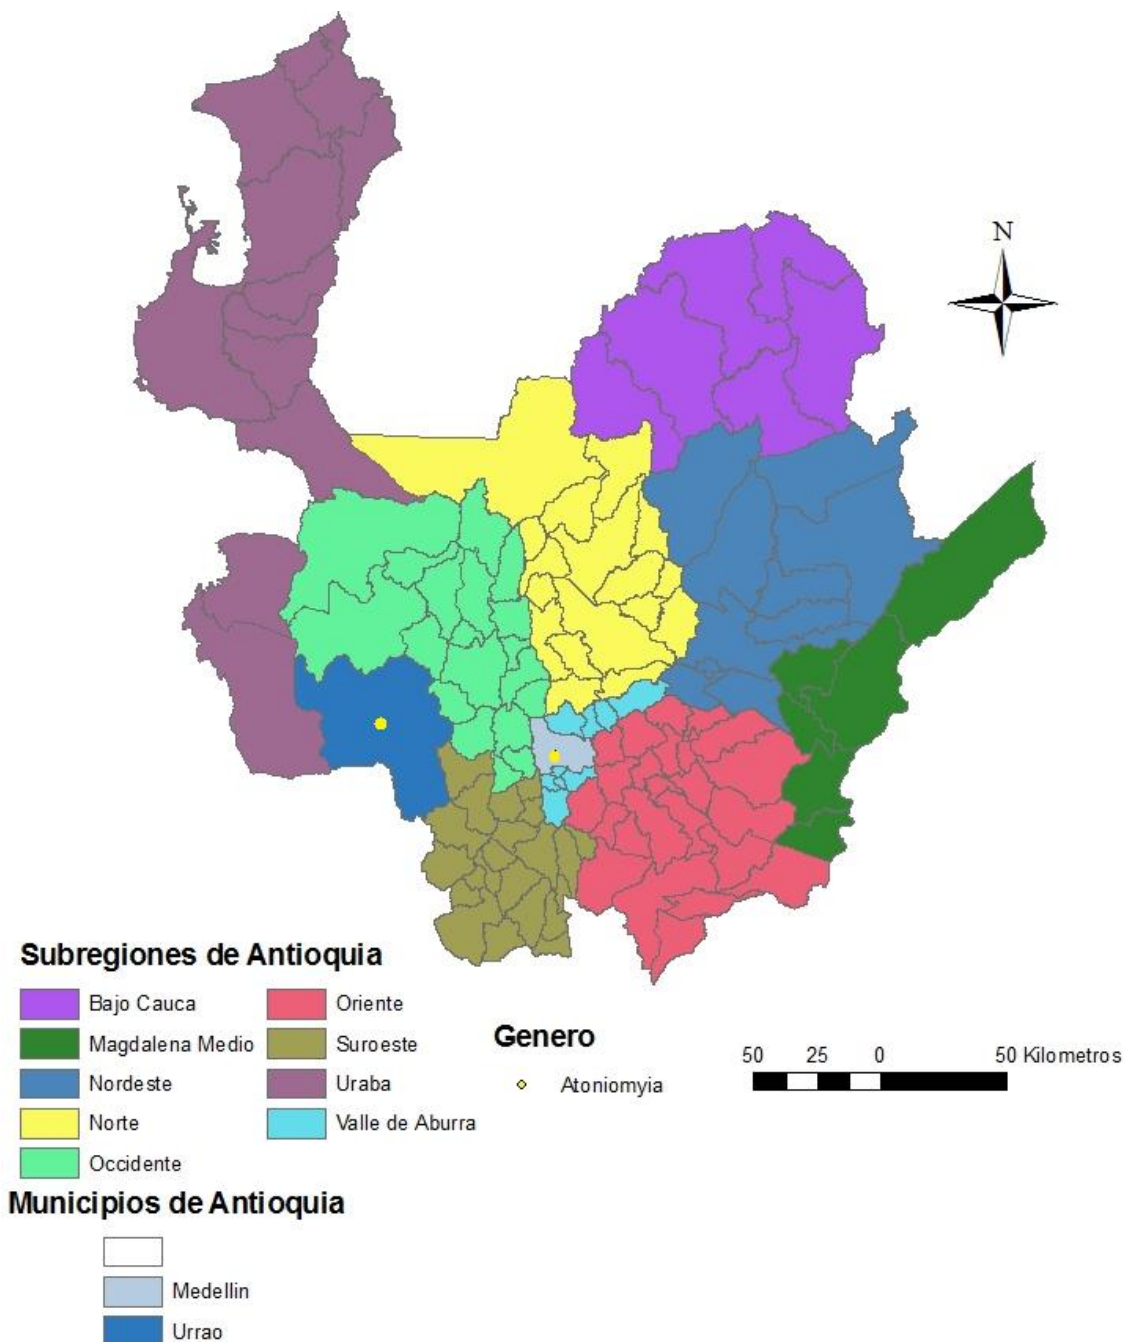 N
Subregiones de Antioquia
Bajo Cauca
Oriente
Magdalena Medio
Suroeste
Nordeste
Uraba
Norte
Valle de Aburra
Occidente
Genero
Atoniomyia
50 25 0 50 Kilometros
Municipios de Antioquia
Medellin
Urrao